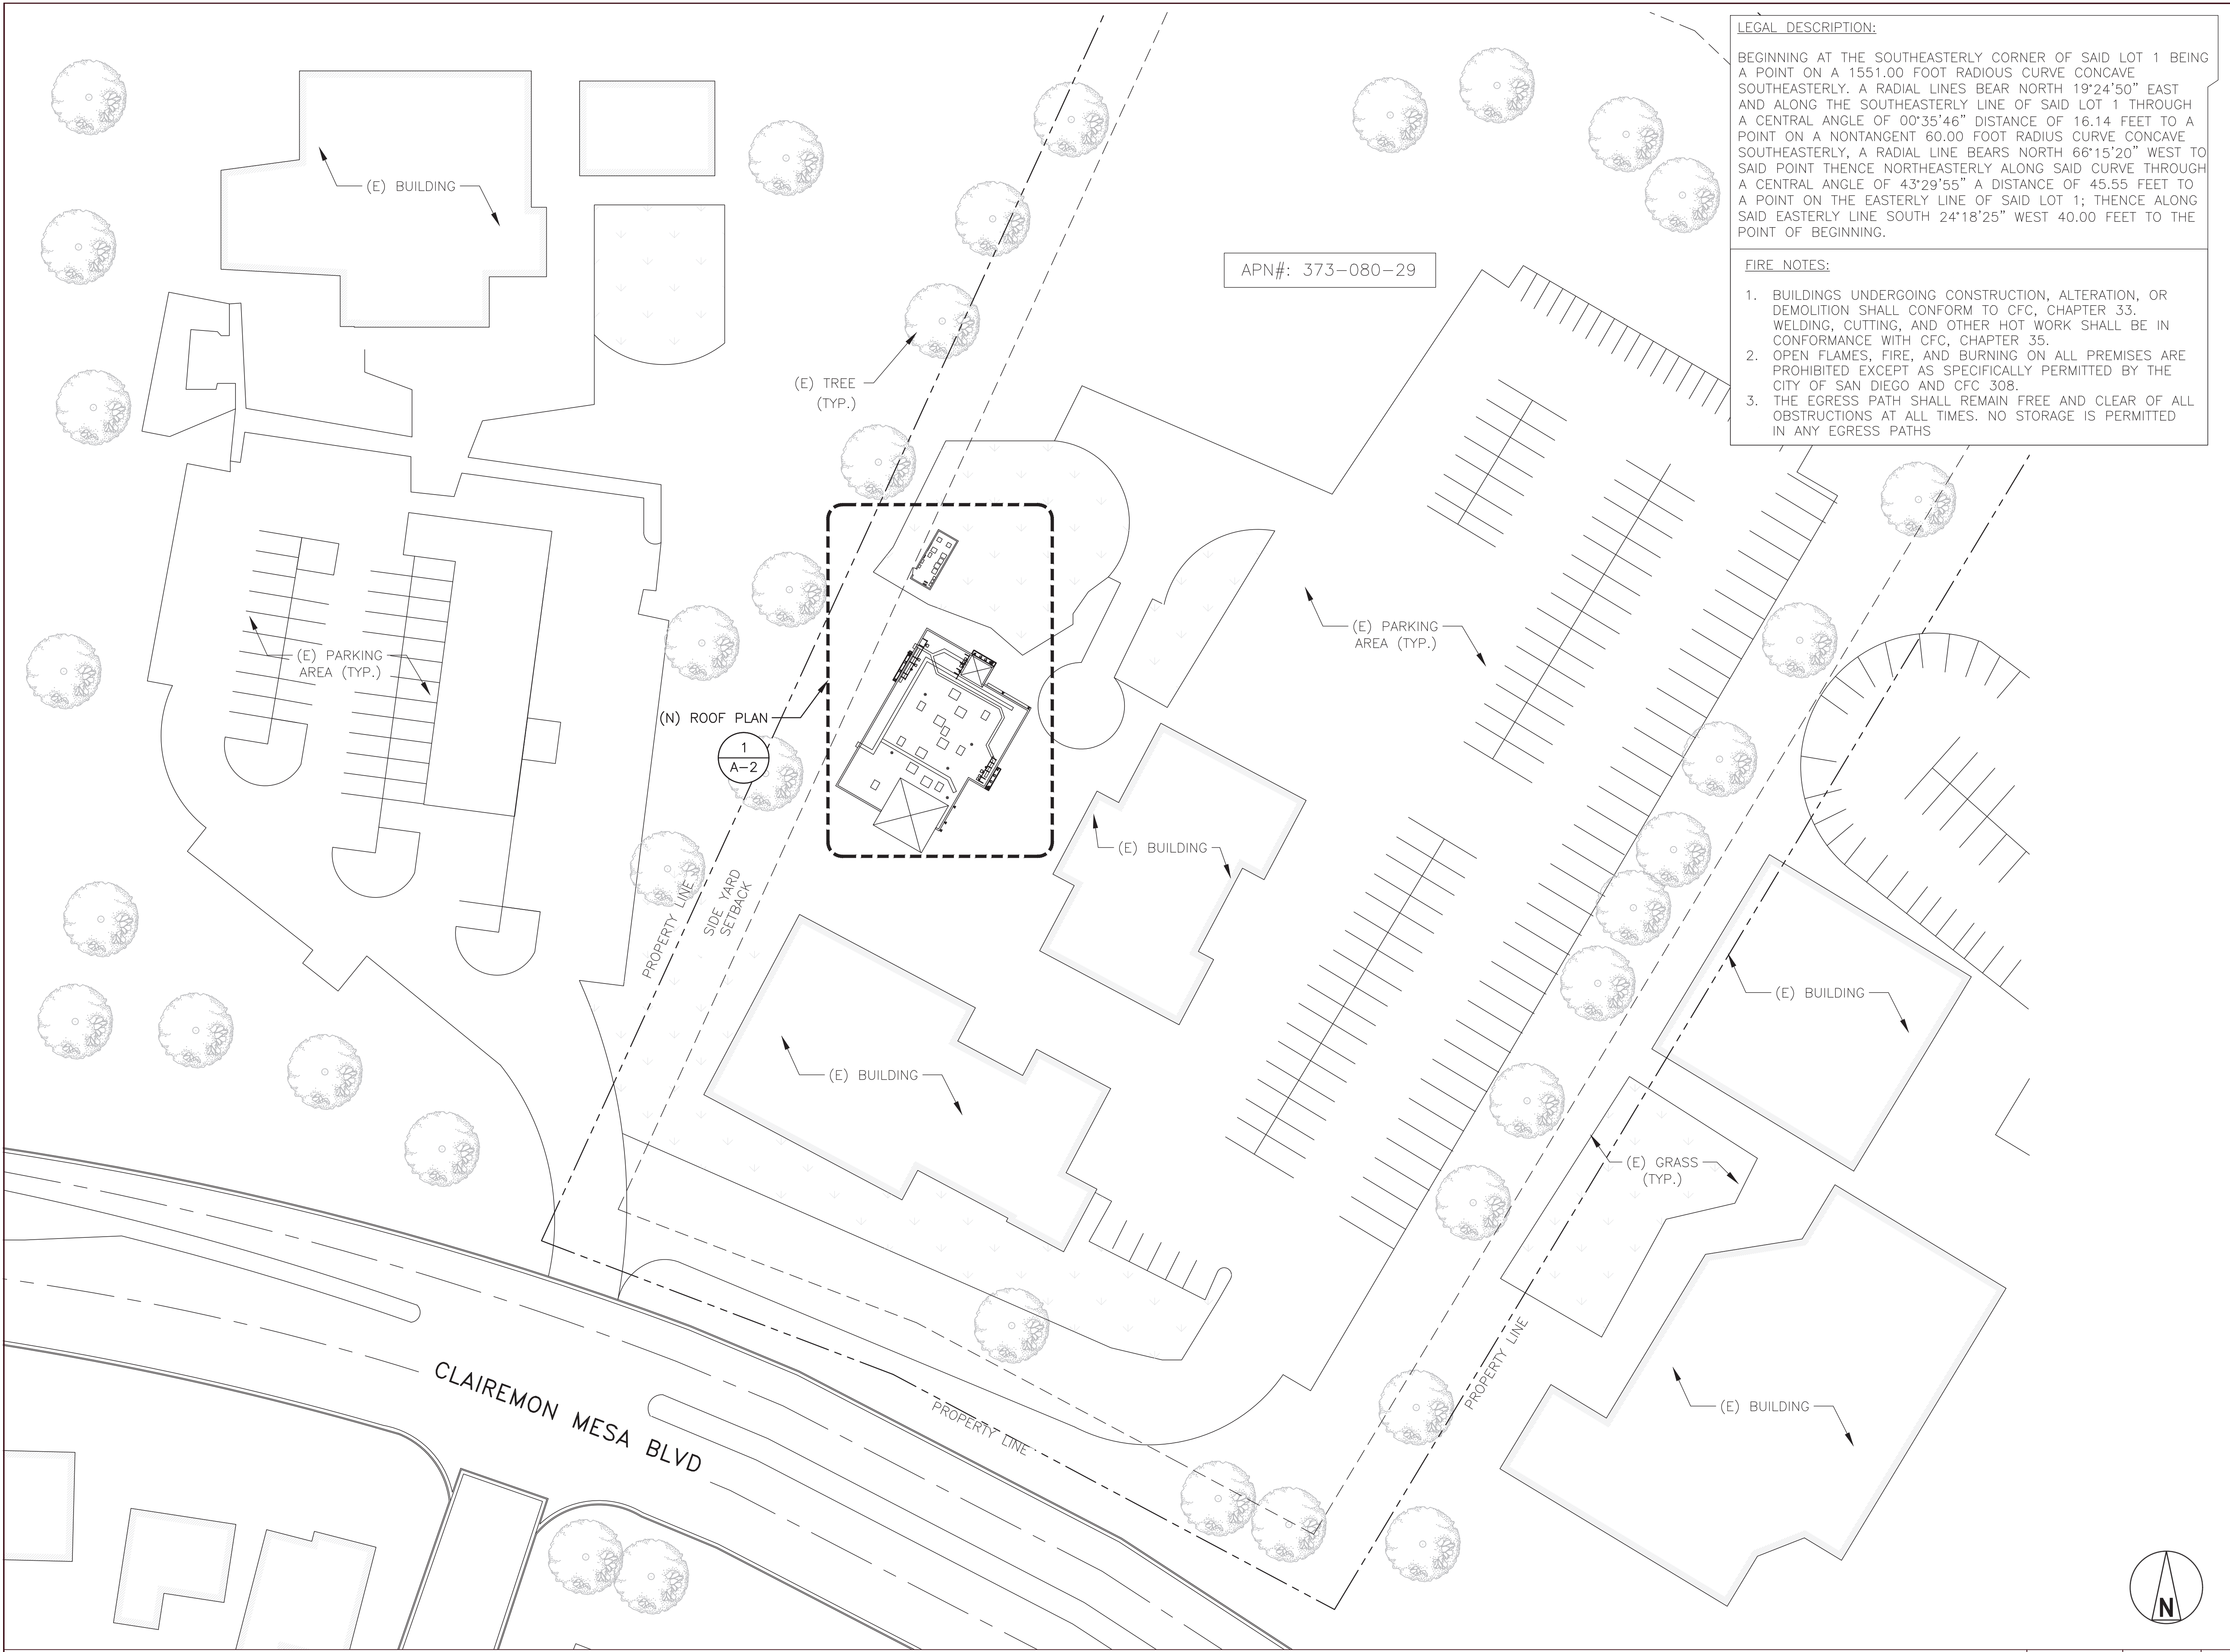 LEGAL DESCRIPTION:
BEGINNING AT THE SOUTHEASTERLY CORNER OF SAID LOT 1 BEING
A POINT ON A 1551.00 FOOT RADIOUS CURVE CONCAVE
SOUTHEASTERLY. A RADIAL LINES BEAR NORTH 19°24'50" EAST
AND ALONG THE SOUTHEASTERLY LINE OF SAID LOT 1 THROUGH
A CENTRAL ANGLE OF 00°35'46" DISTANCE OF 16.14 FEET TO A
POINT ON A NONTANGENT 60.00 FOOT RADIUS CURVE CONCAVE
SOUTHEASTERLY, A RADIAL LINE BEARS NORTH 66°15'20" WEST TO
SAID POINT THENCE NORTHEASTERLY ALONG SAID CURVE THROUGH
A CENTRAL ANGLE OF 43°29'55" A DISTANCE OF 45.55 FEET TO
A POINT ON THE EASTERLY LINE OF SAID LOT 1; THENCE ALONG
SAID EASTERLY LINE SOUTH 24°18'25" WEST 40.00 FEET TO THE
POINT OF BEGINNING.
FIRE NOTES:
1. BUILDINGS UNDERGOING CONSTRUCTION, ALTERATION, OR
DEMOLITION SHALL CONFORM TO CFC, CHAPTER 33.
WELDING, CUTTING, AND OTHER HOT WORK SHALL BE IN
CONFORMANCE WITH CFC, CHAPTER 35.
2. OPEN FLAMES, FIRE, AND BURNING ON ALL PREMISES ARE
PROHIBITED EXCEPT AS SPECIFICALLY PERMITTED BY THE
CITY OF SAN DIEGO AND CFC 308.
3. THE EGRESS PATH SHALL REMAIN FREE AND CLEAR OF ALL
OBSTRUCTIONS AT ALL TIMES. NO STORAGE IS PERMITTED
IN ANY EGRESS PATHS
(E) BUILDING
APN#: 373-080-29
(E) TREE
(TYP.)
(E) PARKING
AREA (TYP.)
(E) PARKING
AREA (TYP.)
(N) ROOF PLAN
1
A-2
(E) BUILDING
PROPERTY LINE
SIDE YARD
SETBACK
(E) BUILDING
(E) BUILDING
(E) GRASS
(TYP.)
PROPERTY LINE
(E) BUILDING
PROPERTY LINE
CLAIREMON MESA BLVD
N